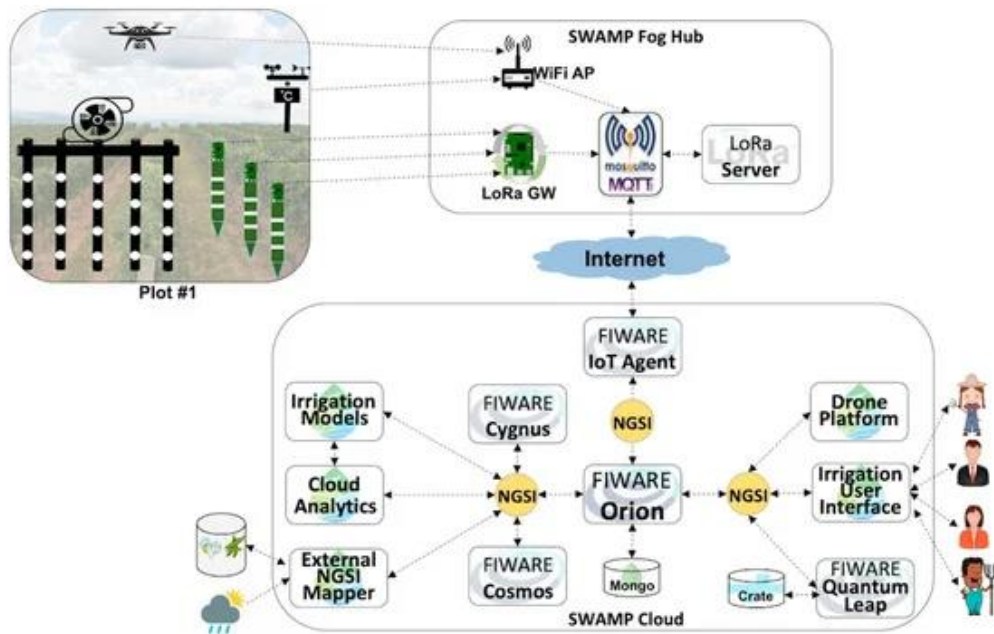 SWAMP Fog Hub
WiFi AP
°C
LoRa GW
mosquitto
MQTT
LoRa
Server
Plot #1
Internet
FIWARE
IoT Agent
NGSI
Irrigation
Models
FIWARE
Cygnus
Drone
Platform
Cloud
Analytics
NGSI
FIWARE
Orion
NGSI
Irrigation
User
Interface
External
NGSI
Mapper
FIWARE
Cosmos
Mongo
Crate
FIWARE
Quantum
Leap
SWAMP Cloud